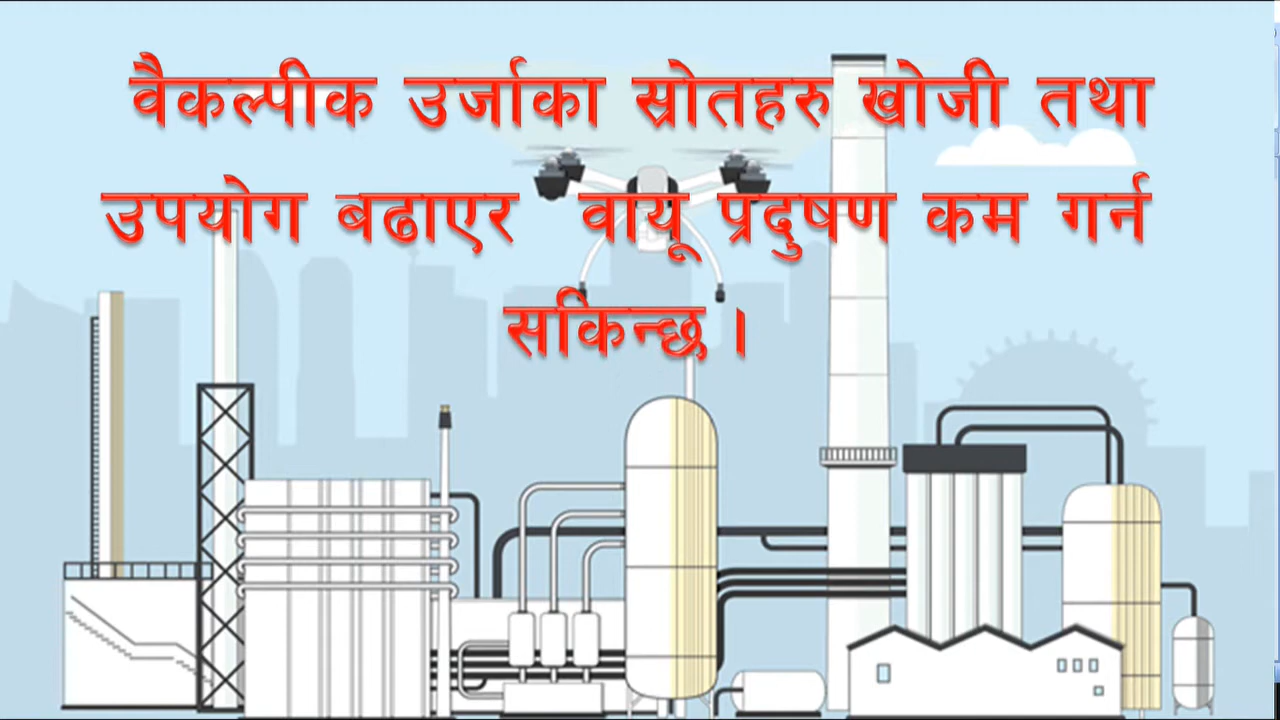 वैकल्पीक उर्जाका स्रोतहरु खोजी तथा
उपयोग बढाएर वायू प्रदुषण कम गर्न
सकिन्छ ।